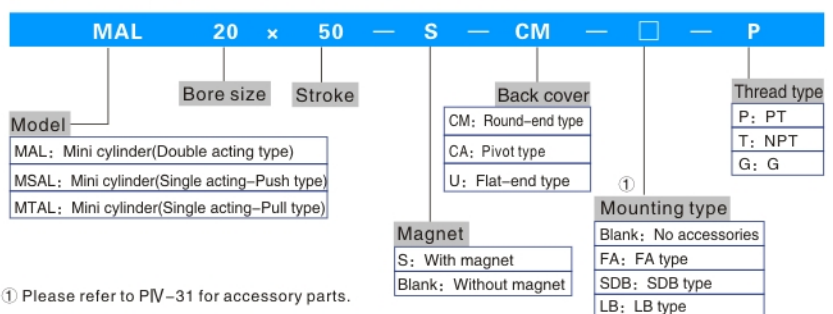 MAL 20 × 50 — S — CM — □ — P
Bore size
Stroke
Back cover
CM: Round–end type
CA: Pivot type
U: Flat–end type
Thread type
P: PT
T: NPT
G: G
Model
MAL: Mini cylinder(Double acting type)
MSAL: Mini cylinder(Single acting–Push type)
MTAL: Mini cylinder(Single acting–Pull type)
Magnet
S: With magnet
Blank: Without magnet
①
Mounting type
Blank: No accessories
FA: FA type
SDB: SDB type
LB: LB type
① Please refer to PⅣ–31 for accessory parts.